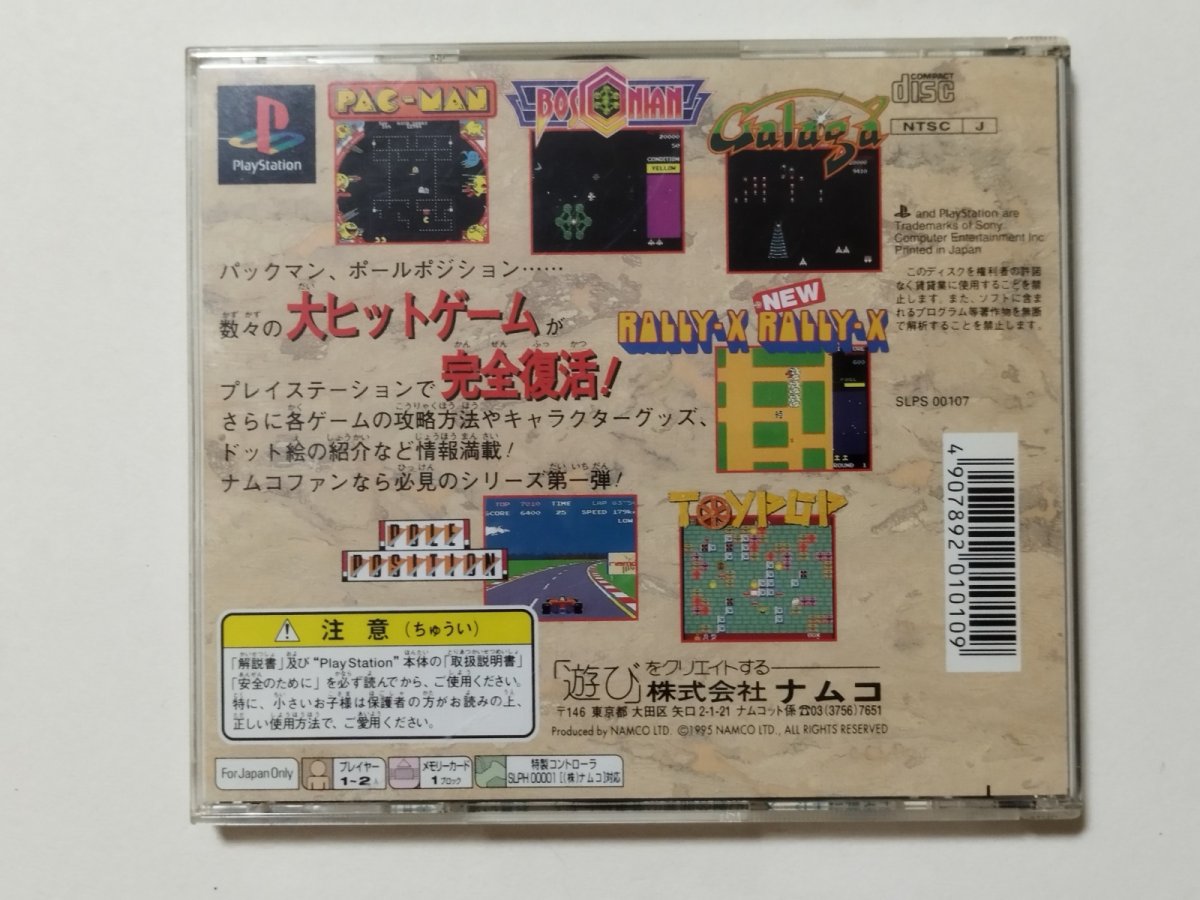 PlayStation
PAC-MAN
BOSCONIAN
20000
50
CONDITION
YELLOW
Galaga
COMPACT
disc
NTSC J
and PlayStation are
Trademarks of Sony
Computer Entertainment Inc
Printed in Japan
このディスクを権利者の許諾
なく賃貸業に使用することを禁
止します。また、ソフトに含ま
れるプログラム等著作物を無断
で解析することを禁止します。
SLPS 00107
パックマン、ポールポジション……
数々の大ヒットゲームが
プレイステーションで完全復活!
さらに各ゲームの攻略方法やキャラクターグッズ、
ドット絵の紹介など情報満載!
ナムコファンなら必見のシリーズ第一弾!
RALLY-X
NEW
RALLY-X
ROUND 1
POLE
POSITION
TOP 7010 TIME LAP
SCORE 6400 25 SPEED 179
LOW
TOYPOP
4907892010109
注意(ちゅうい)
「解説書」及び“PlayStation”本体の「取扱説明書」
「安全のために」を必ず読んでから、ご使用ください。
特に、小さいお子様は保護者の方がお読みの上、
正しい使用方法で、ご愛用ください。
「遊び」をクリエイトする
株式会社ナムコ
〒146 東京都 大田区 矢口 2-1-21 ナムコット係 ☎03(3756)7651
Produced by NAMCO LTD. ©1995 NAMCO LTD., ALL RIGHTS RESERVED
For Japan Only
プレイヤー
1~2人
メモリーカード
1ブロック
特製コントローラ
SLPH 00001 [(株)ナムコ]対応